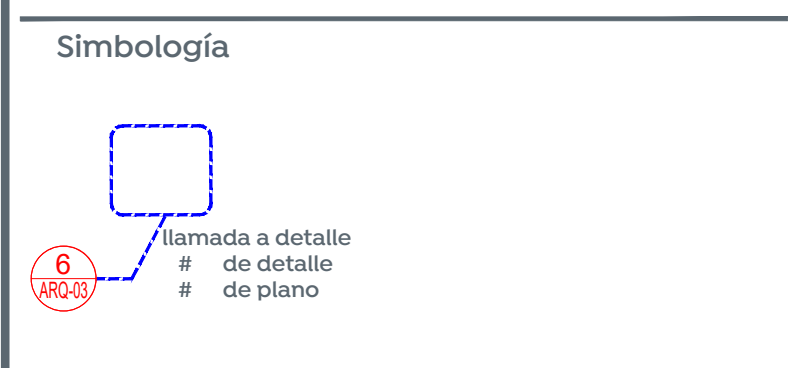 Simbología
llamada a detalle
6
# de detalle
ARQ-03
# de plano